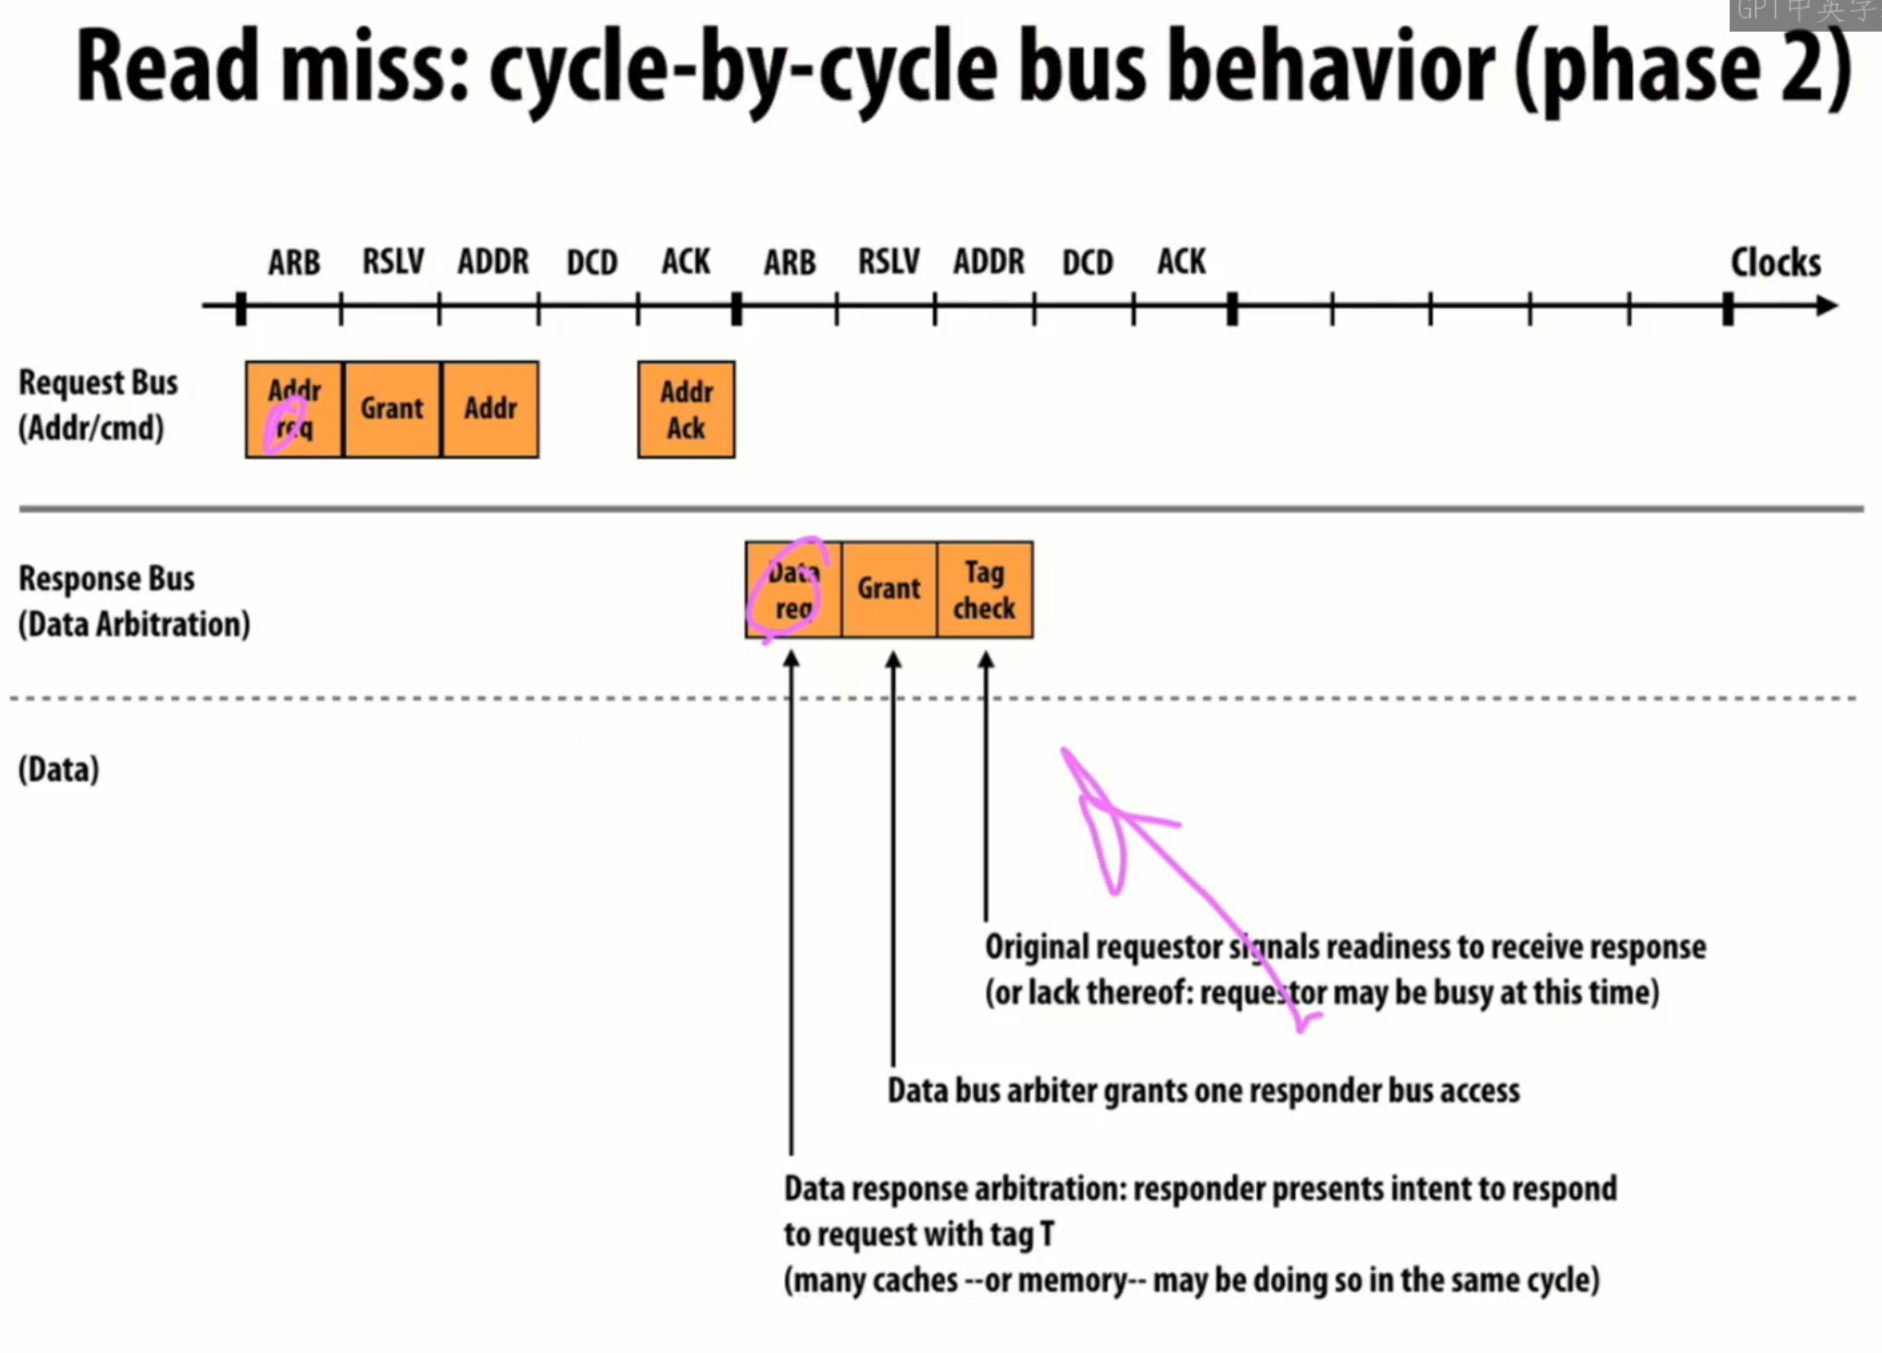 GPT中英字
Read miss: cycle-by-cycle bus behavior (phase 2)
ARB RSLV ADDR DCD ACK ARB RSLV ADDR DCD ACK Clocks
Request Bus
(Addr/cmd)
Addr
req
Grant
Addr
Addr
Ack
Response Bus
(Data Arbitration)
Data
req
Grant
Tag
check
(Data)
Original requestor signals readiness to receive response
(or lack thereof: requestor may be busy at this time)
Data bus arbiter grants one responder bus access
Data response arbitration: responder presents intent to respond
to request with tag T
(many caches --or memory-- may be doing so in the same cycle)